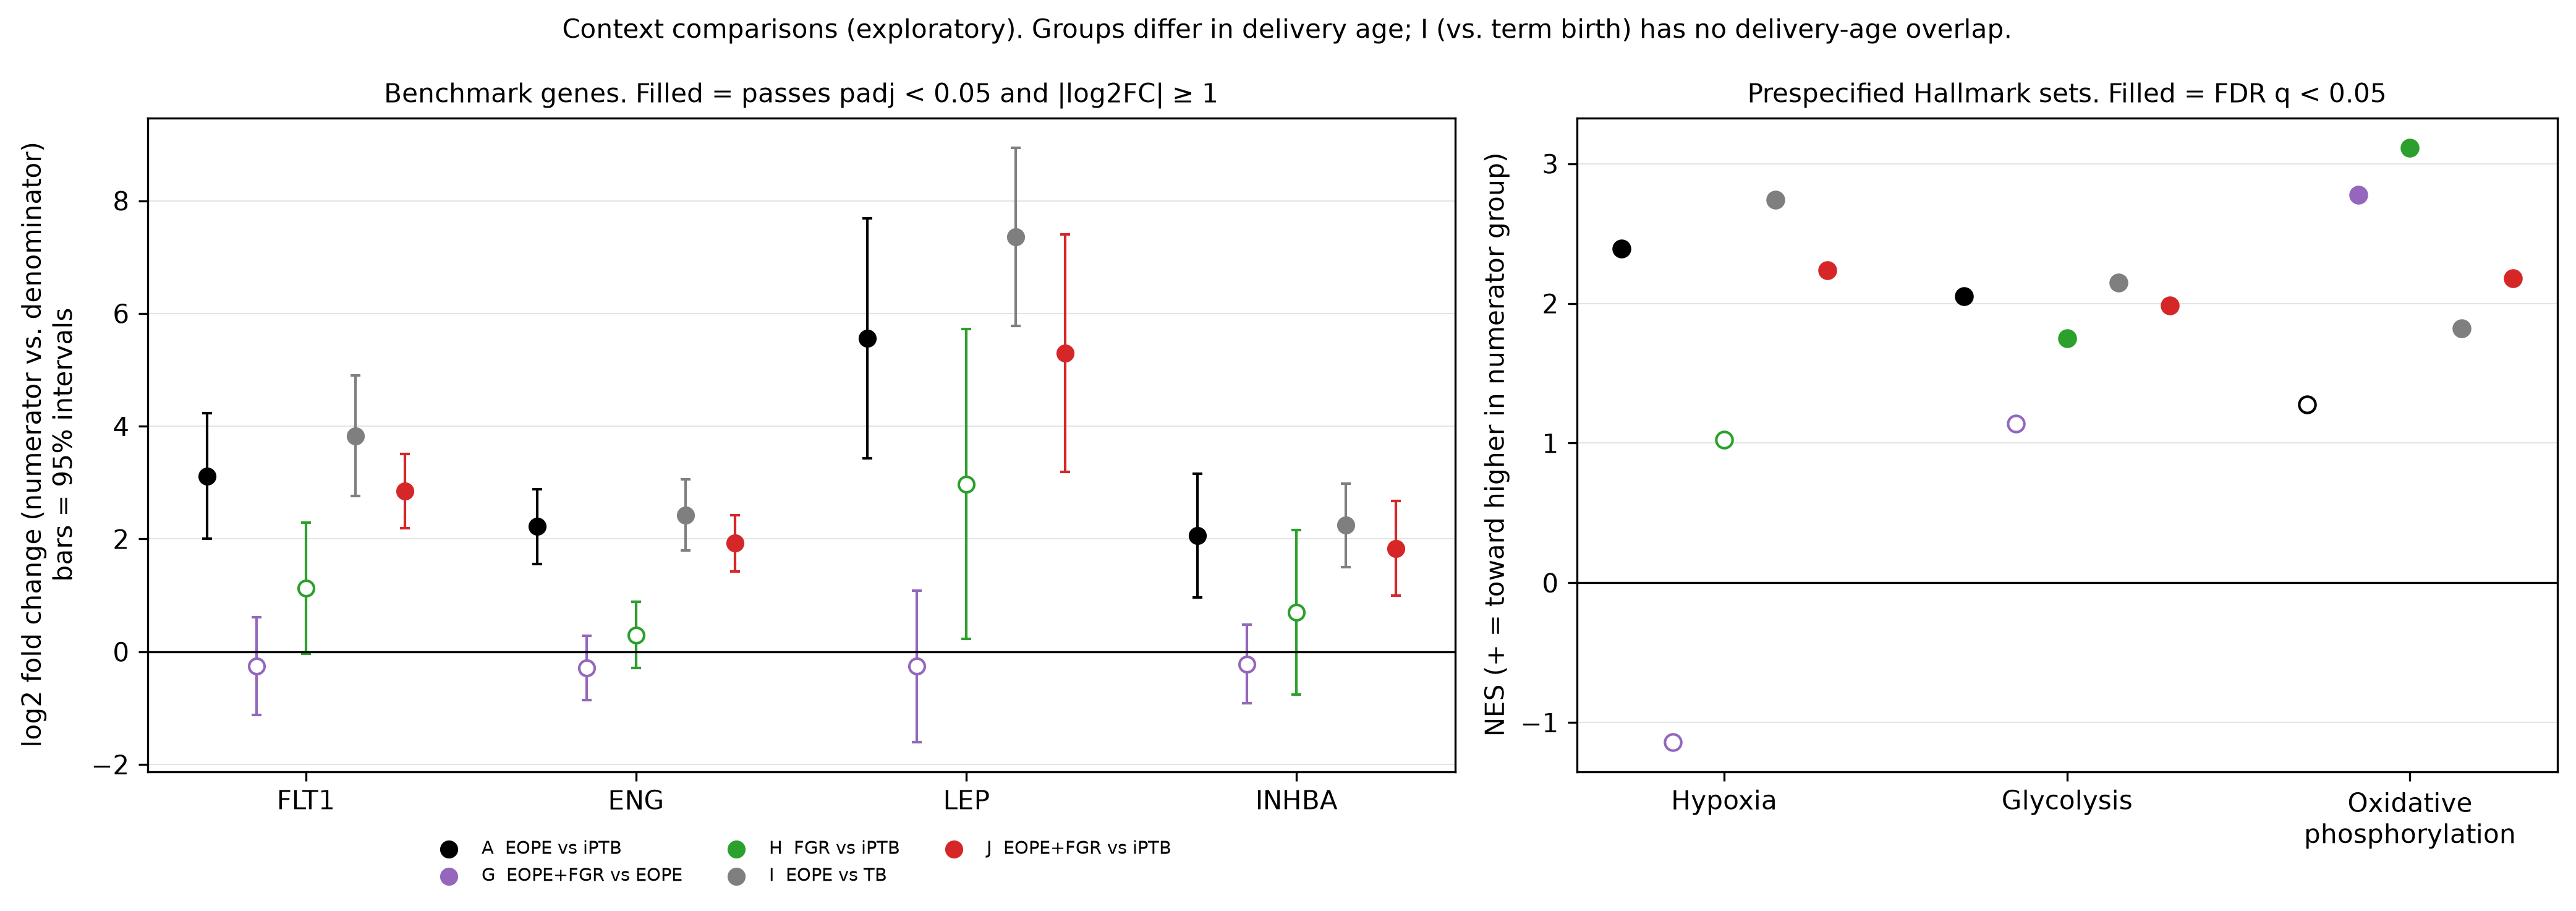 Context comparisons (exploratory). Groups differ in delivery age; I (vs. term birth) has no delivery-age overlap.
Benchmark genes. Filled = passes padj < 0.05 and |log2FC| ≥ 1
log2 fold change (numerator vs. denominator)
bars = 95% intervals
8
6
4
2
0
−2
FLT1
ENG
LEP
INHBA
Prespecified Hallmark sets. Filled = FDR q < 0.05
NES (+ = toward higher in numerator group)
3
2
1
0
−1
Hypoxia
Glycolysis
Oxidative
phosphorylation
A EOPE vs iPTB
G EOPE+FGR vs EOPE
H FGR vs iPTB
I EOPE vs TB
J EOPE+FGR vs iPTB